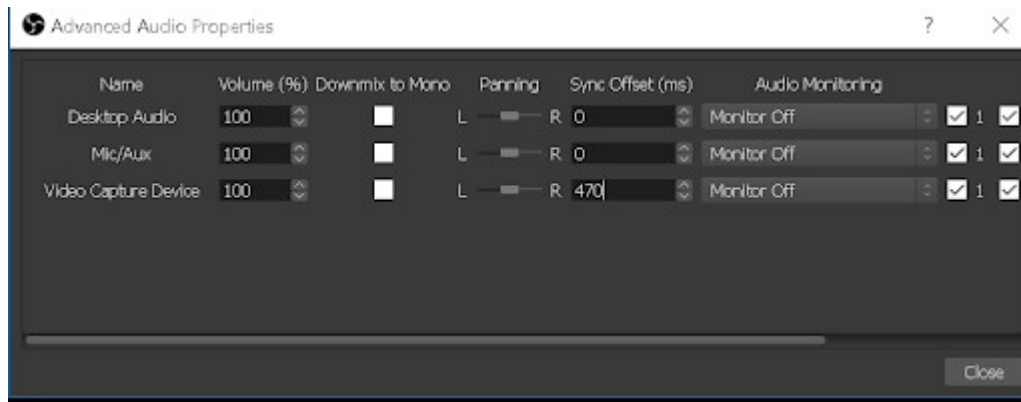 Advanced Audio Properties ?
Name Volume (%) Downmix to Mono Panning Sync Offset (ms) Audio Monitoring
Desktop Audio 100 L R 0 Monitor Off 1
Mic/Aux 100 L R 0 Monitor Off 1
Video Capture Device 100 L R 470 Monitor Off 1
Close